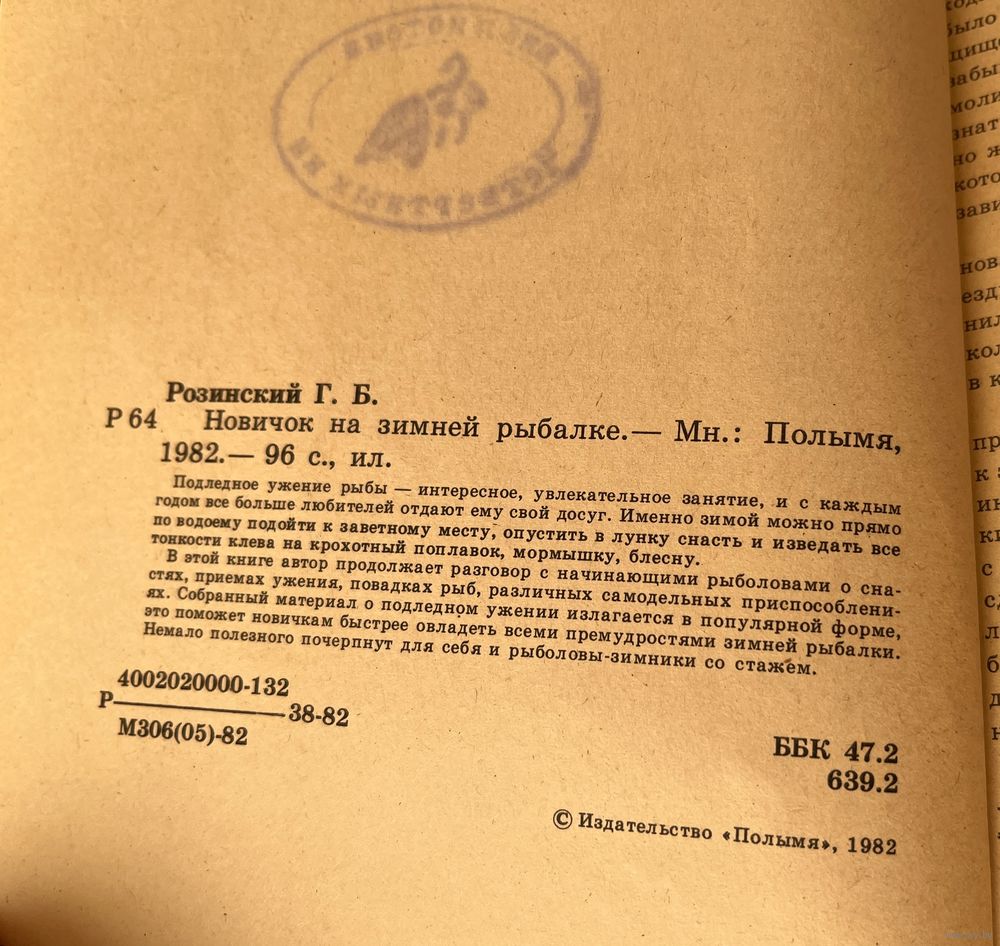 Розинский Г. Б.
Р 64 Новичок на зимней рыбалке.— Мн.: Полымя,
1982.— 96 с., ил.
Подледное ужение рыбы — интересное, увлекательное занятие, и с каждым
годом все больше любителей отдают ему свой досуг. Именно зимой можно прямо
по водоему подойти к заветному месту, опустить в лунку снасть и изведать все
тонкости клева на крохотный поплавок, мормышку, блесну.
В этой книге автор продолжает разговор с начинающими рыболовами о сна-
стях, приемах ужения, повадках рыб, различных самодельных приспособлени-
ях. Собранный материал о подледном ужении излагается в популярной форме,
это поможет новичкам быстрее овладеть всеми премудростями зимней рыбалки.
Немало полезного почерпнут для себя и рыболовы-зимники со стажем.
4002020000-132
Р 38-82
М306(05)-82
ББК 47.2
639.2
© Издательство «Полымя», 1982